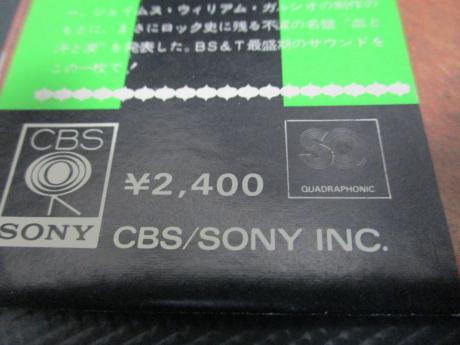 ー、ジェイムス・ウィリアム・ガルシオの制作の
もとに、まさにロック史に残る不滅の名盤“血と
汗と涙”を発表した。BS&T最盛期のサウンドを
この一枚で！
CBS
SONY
¥2,400
SQ
QUADRAPHONIC
CBS/SONY INC.